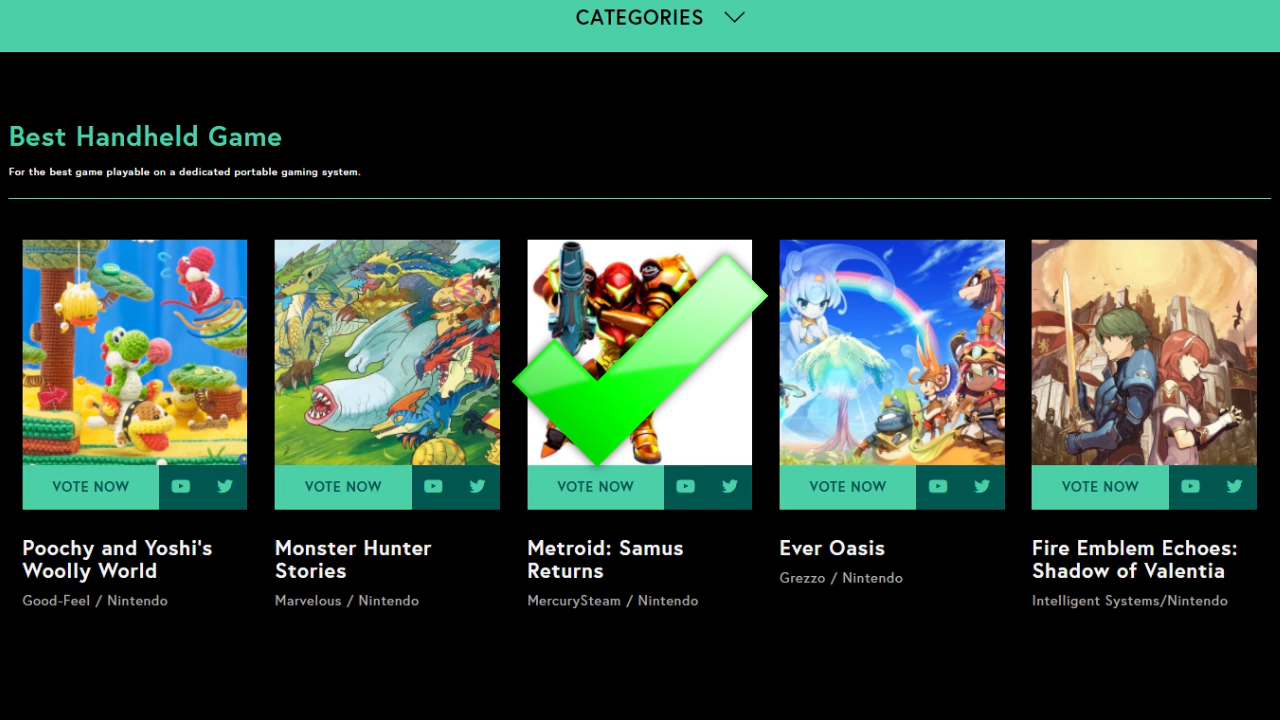 CATEGORIES
Best Handheld Game
For the best game playable on a dedicated portable gaming system.
VOTE NOW
VOTE NOW
VOTE NOW
VOTE NOW
VOTE NOW
Poochy and Yoshi's
Woolly World
Good-Feel / Nintendo
Monster Hunter
Stories
Marvelous / Nintendo
Metroid: Samus
Returns
MercurySteam / Nintendo
Ever Oasis
Grezzo / Nintendo
Fire Emblem Echoes:
Shadow of Valentia
Intelligent Systems/Nintendo